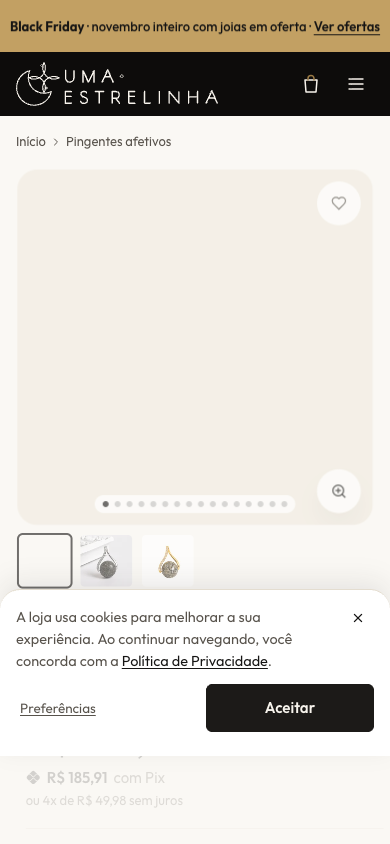 Black Friday · novembro inteiro com joias em oferta · Ver ofertas
UMA
ESTRELINHA
Início > Pingentes afetivos
A loja usa cookies para melhorar a sua
experiência. Ao continuar navegando, você
concorda com a Política de Privacidade.
Preferências
Aceitar
R$ 185,91 com Pix
ou 4x de R$ 49,98 sem juros